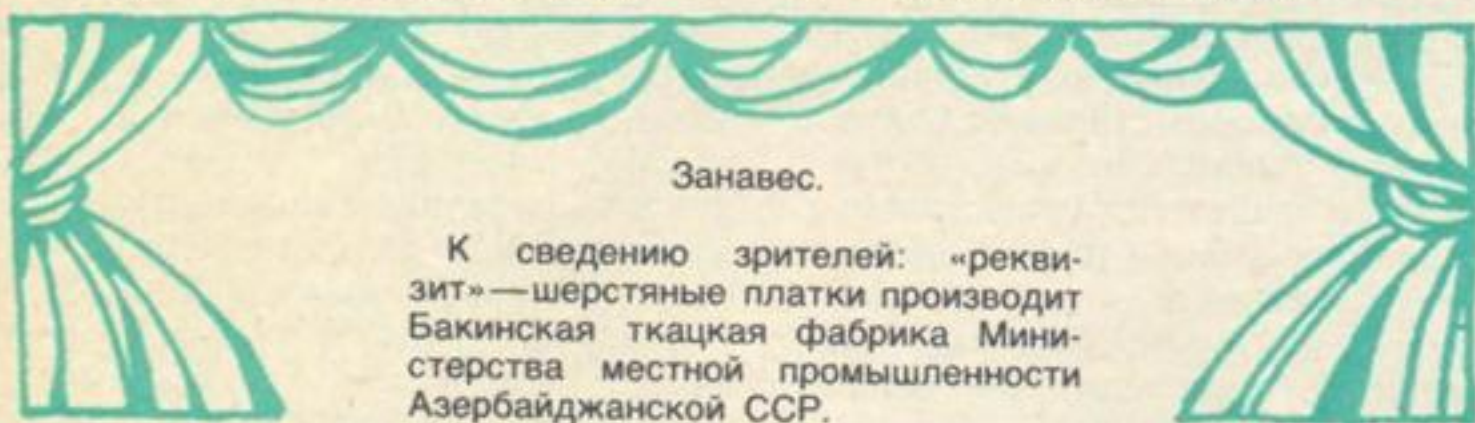 Занавес.
К сведению зрителей: «рекви-
зит»—шерстяные платки производит
Бакинская ткацкая фабрика Мини-
стерства местной промышленности
Азербайджанской ССР.